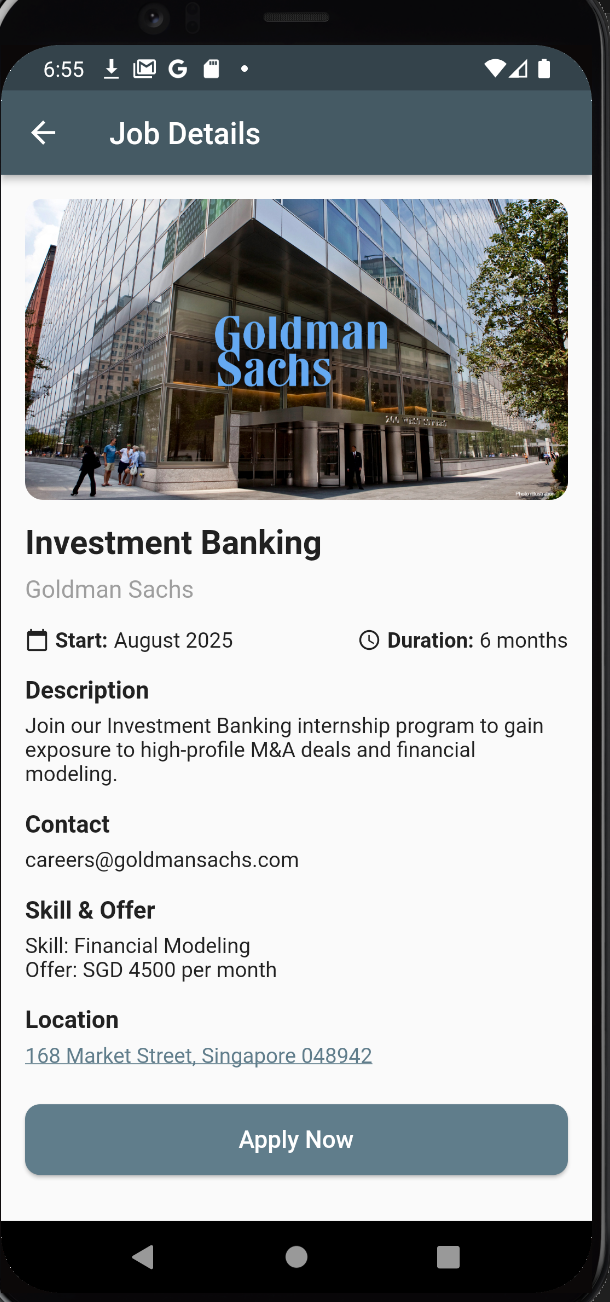 6:55
Job Details
Goldman
Sachs
Investment Banking
Goldman Sachs
Start: August 2025
Duration: 6 months
Description
Join our Investment Banking internship program to gain
exposure to high-profile M&A deals and financial
modeling.
Contact
careers@goldmansachs.com
Skill & Offer
Skill: Financial Modeling
Offer: SGD 4500 per month
Location
168 Market Street, Singapore 048942
Apply Now